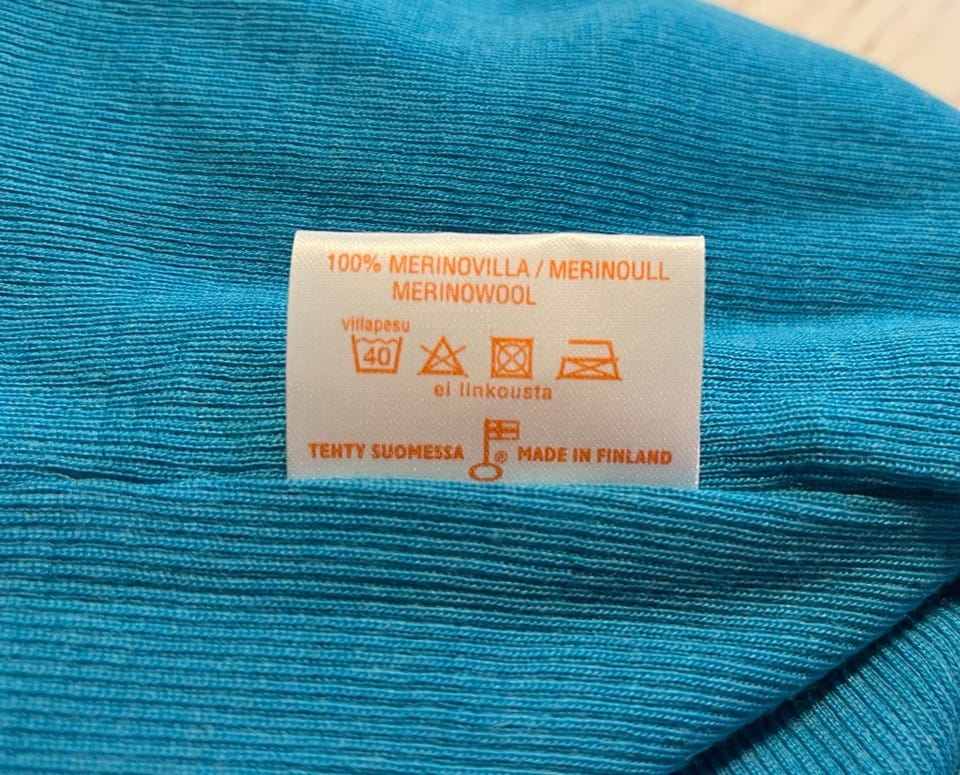 100% MERINOVILLA / MERINOULL
MERINOWOOL
villapesu
40
ei linkousta
TEHTY SUOMESSA ® MADE IN FINLAND